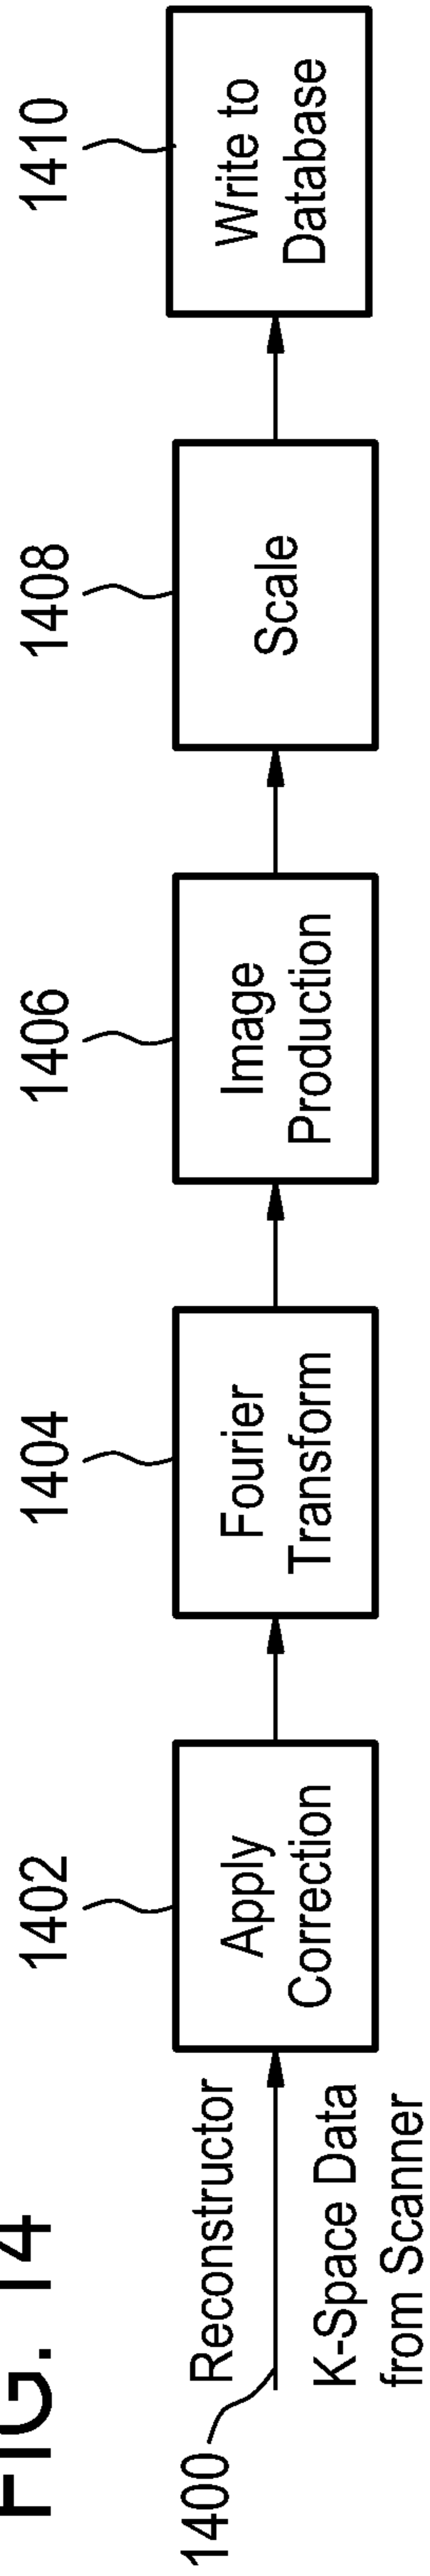 FIG. 14
1400
Reconstructor
K-Space Data
from Scanner
1402
Apply
Correction
1404
Fourier
Transform
1406
Image
Production
1408
Scale
1410
Write to
Database